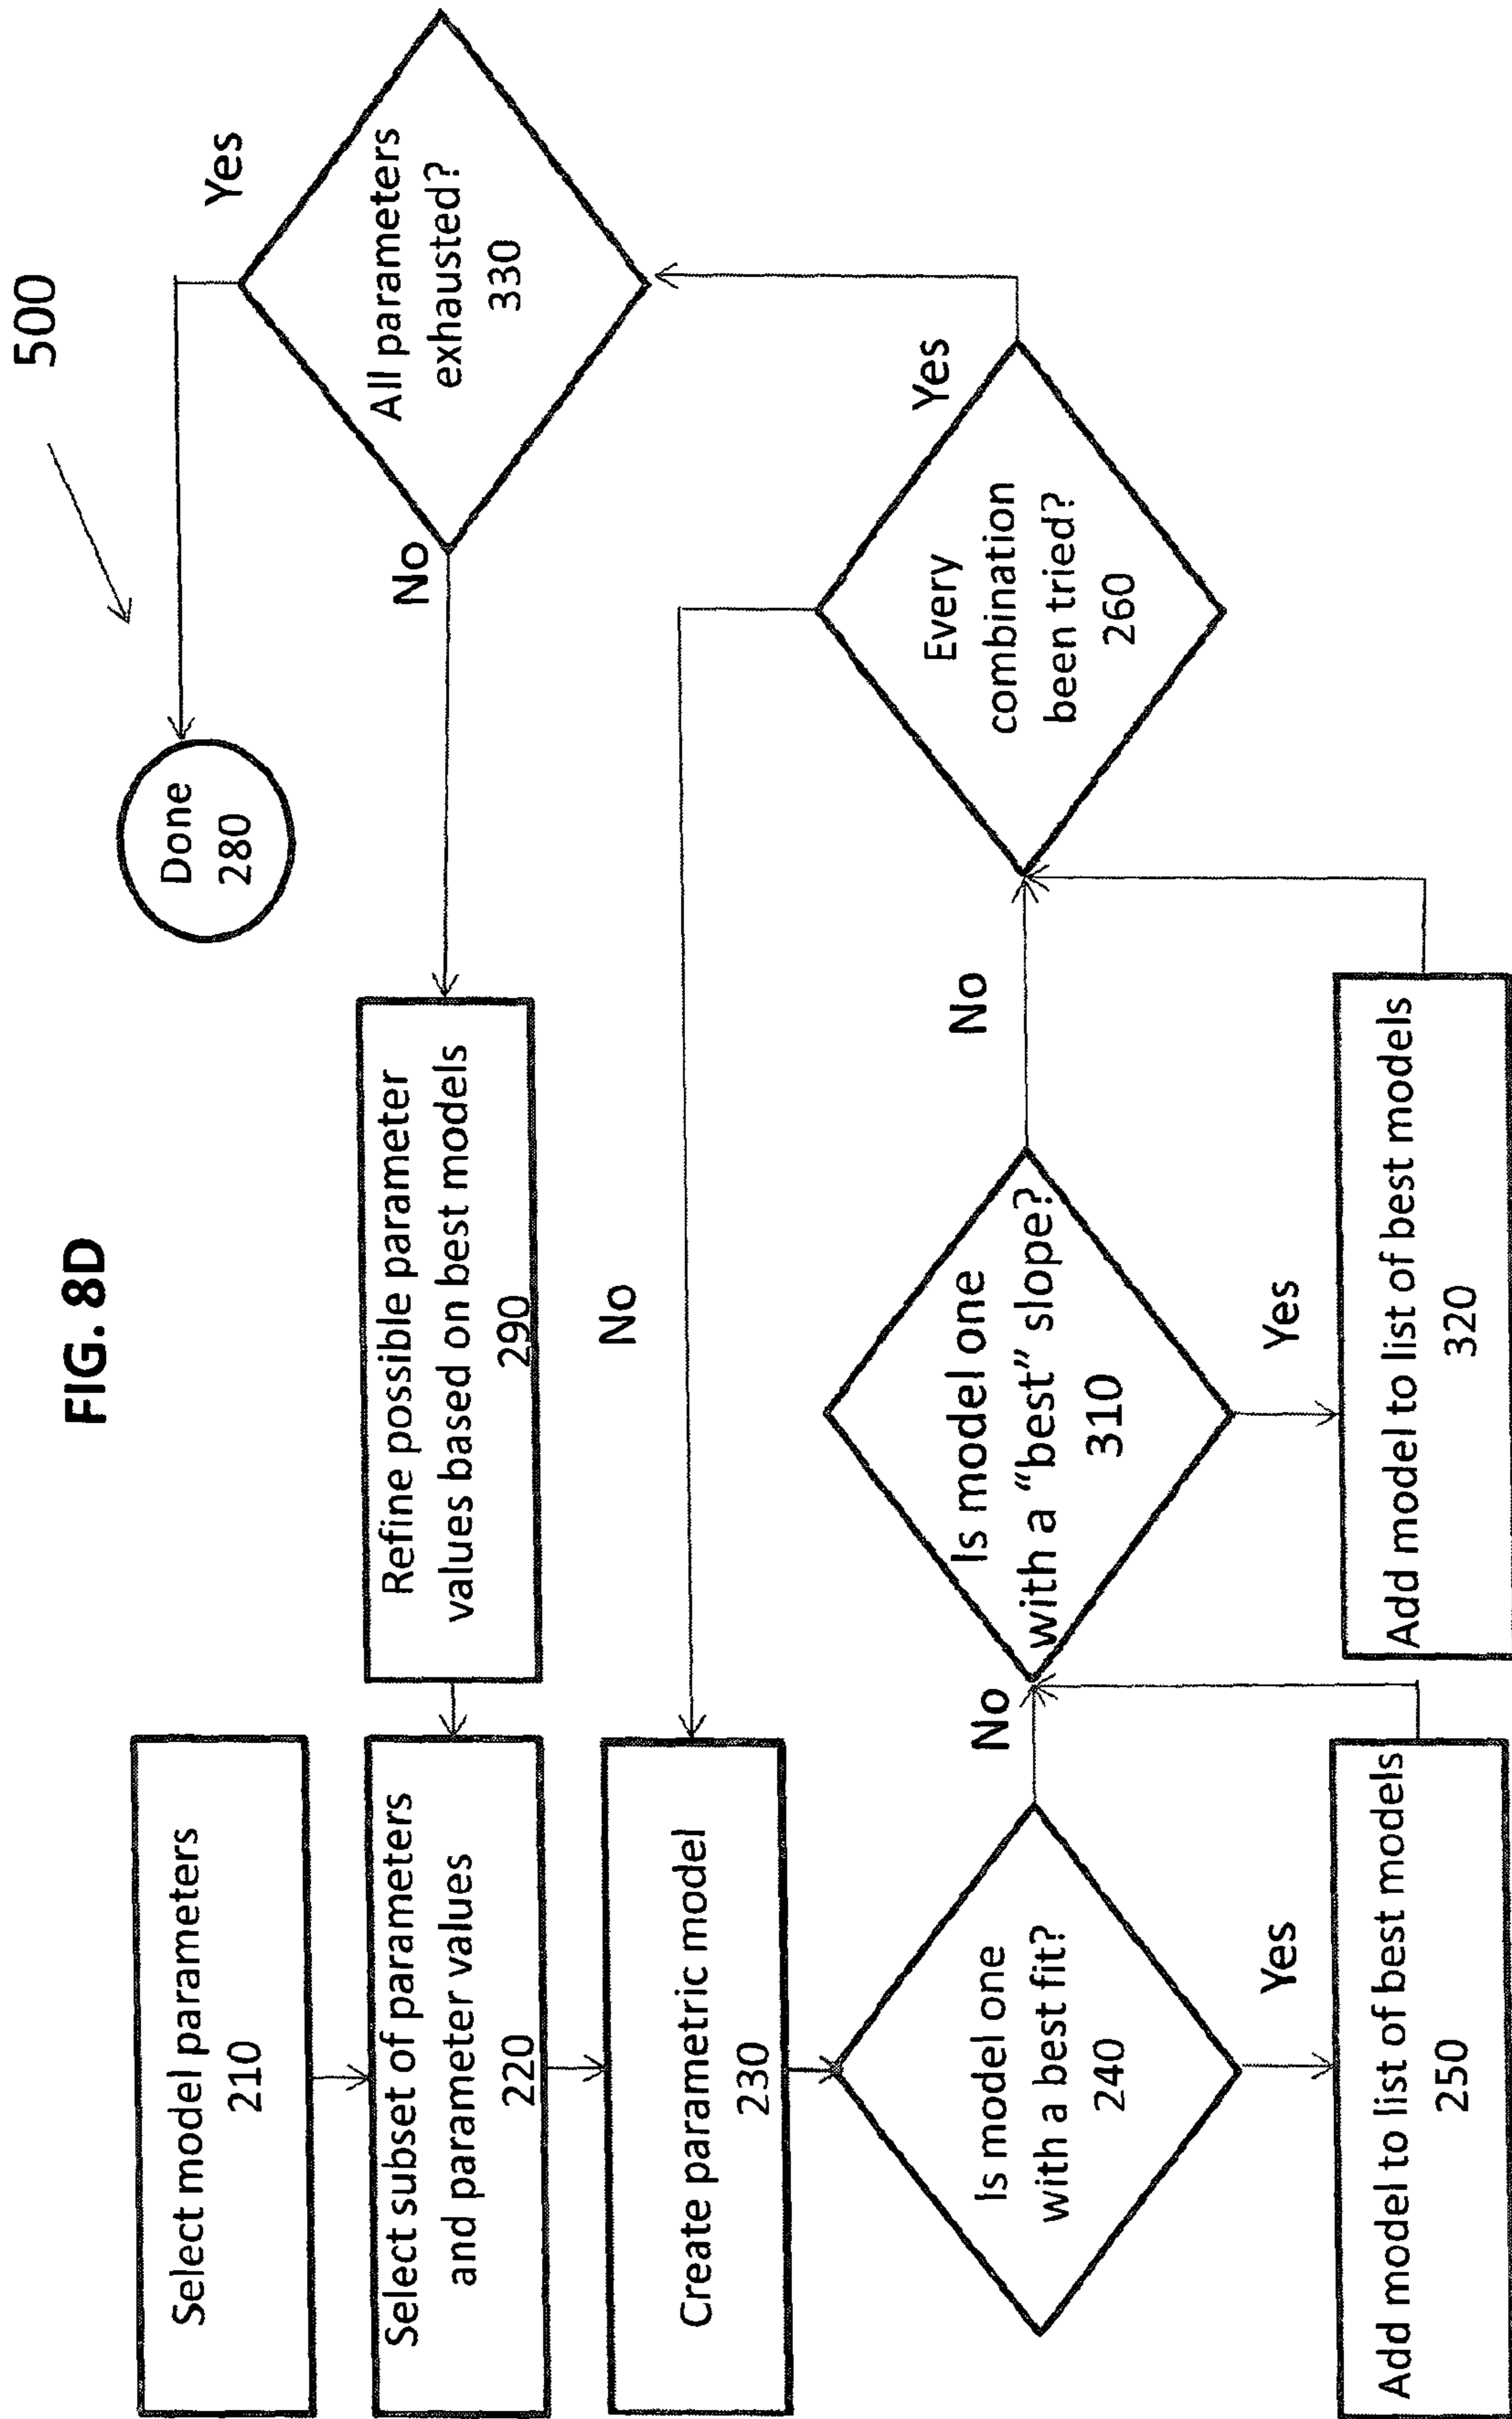 FIG. 8D
500
Select model parameters
210
Select subset of parameters
and parameter values
220
Refine possible parameter
values based on best models
290
Done
280
Yes
All parameters
exhausted?
330
No
Create parametric model
230
No
Is model one
with a best fit?
240
No
Yes
Add model to list of best models
250
Is model one
with a "best" slope?
310
No
Yes
Add model to list of best models
320
Every
combination
been tried?
260
Yes